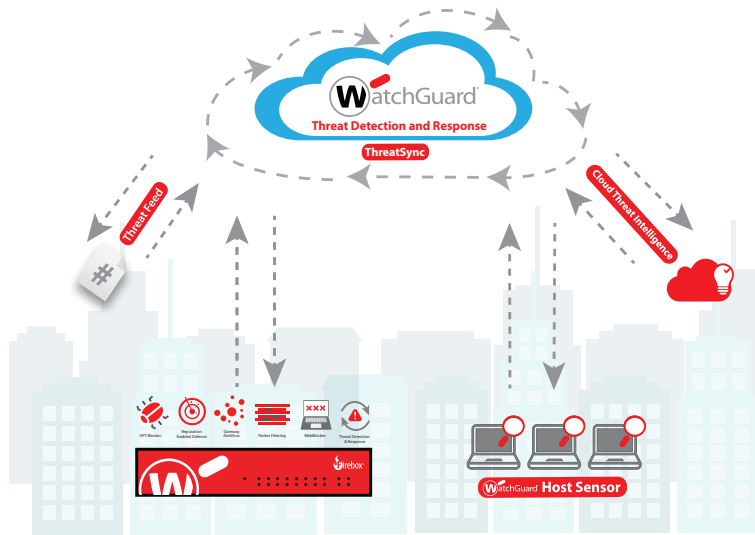 WatchGuard
Threat Detection and Response
ThreatSync
Threat Feed
Cloud Threat Intelligence
#
APT-Blocker
Reputation
Enabled Defense
Gateway
AntiVirus
Packet Filtering
WebBlocker
Threat Detection
& Response
xxx
W
Firebox
WatchGuard Host Sensor